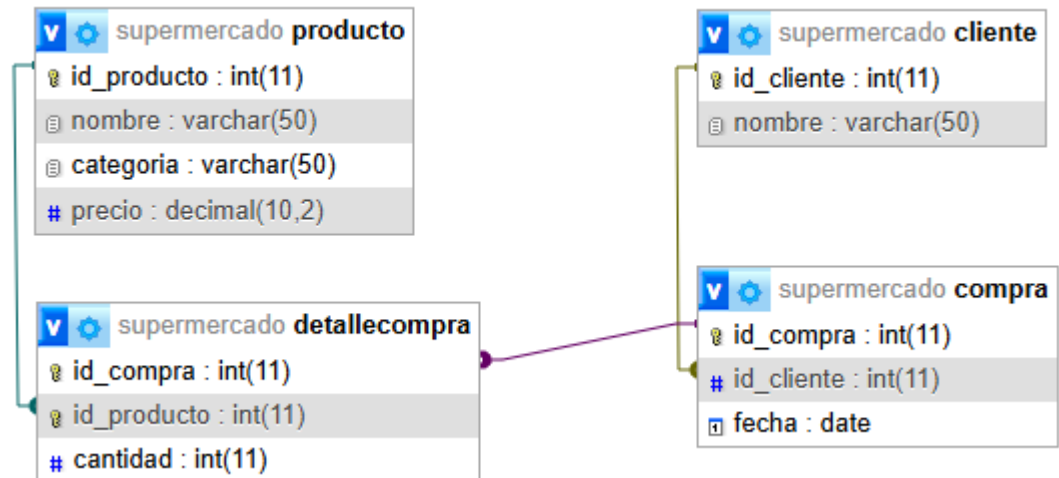 supermercado producto
id_producto : int(11)
nombre : varchar(50)
categoria : varchar(50)
# precio : decimal(10,2)
supermercado cliente
id_cliente : int(11)
nombre : varchar(50)
supermercado detallecompra
id_compra : int(11)
id_producto : int(11)
# cantidad : int(11)
supermercado compra
id_compra : int(11)
# id_cliente : int(11)
fecha : date